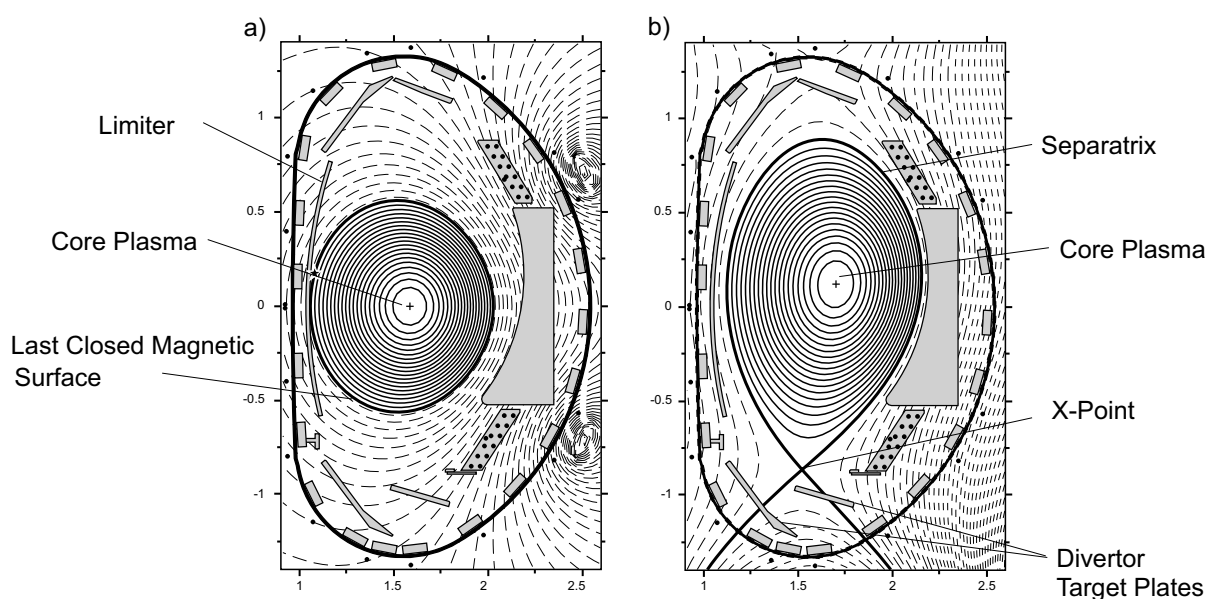 a)
Limiter
Core Plasma
Last Closed Magnetic
Surface
1
0.5
0
-0.5
-1
1
1.5
2
2.5
b)
Separatrix
Core Plasma
X-Point
Divertor
Target Plates
1
0.5
0
-0.5
-1
1
1.5
2
2.5